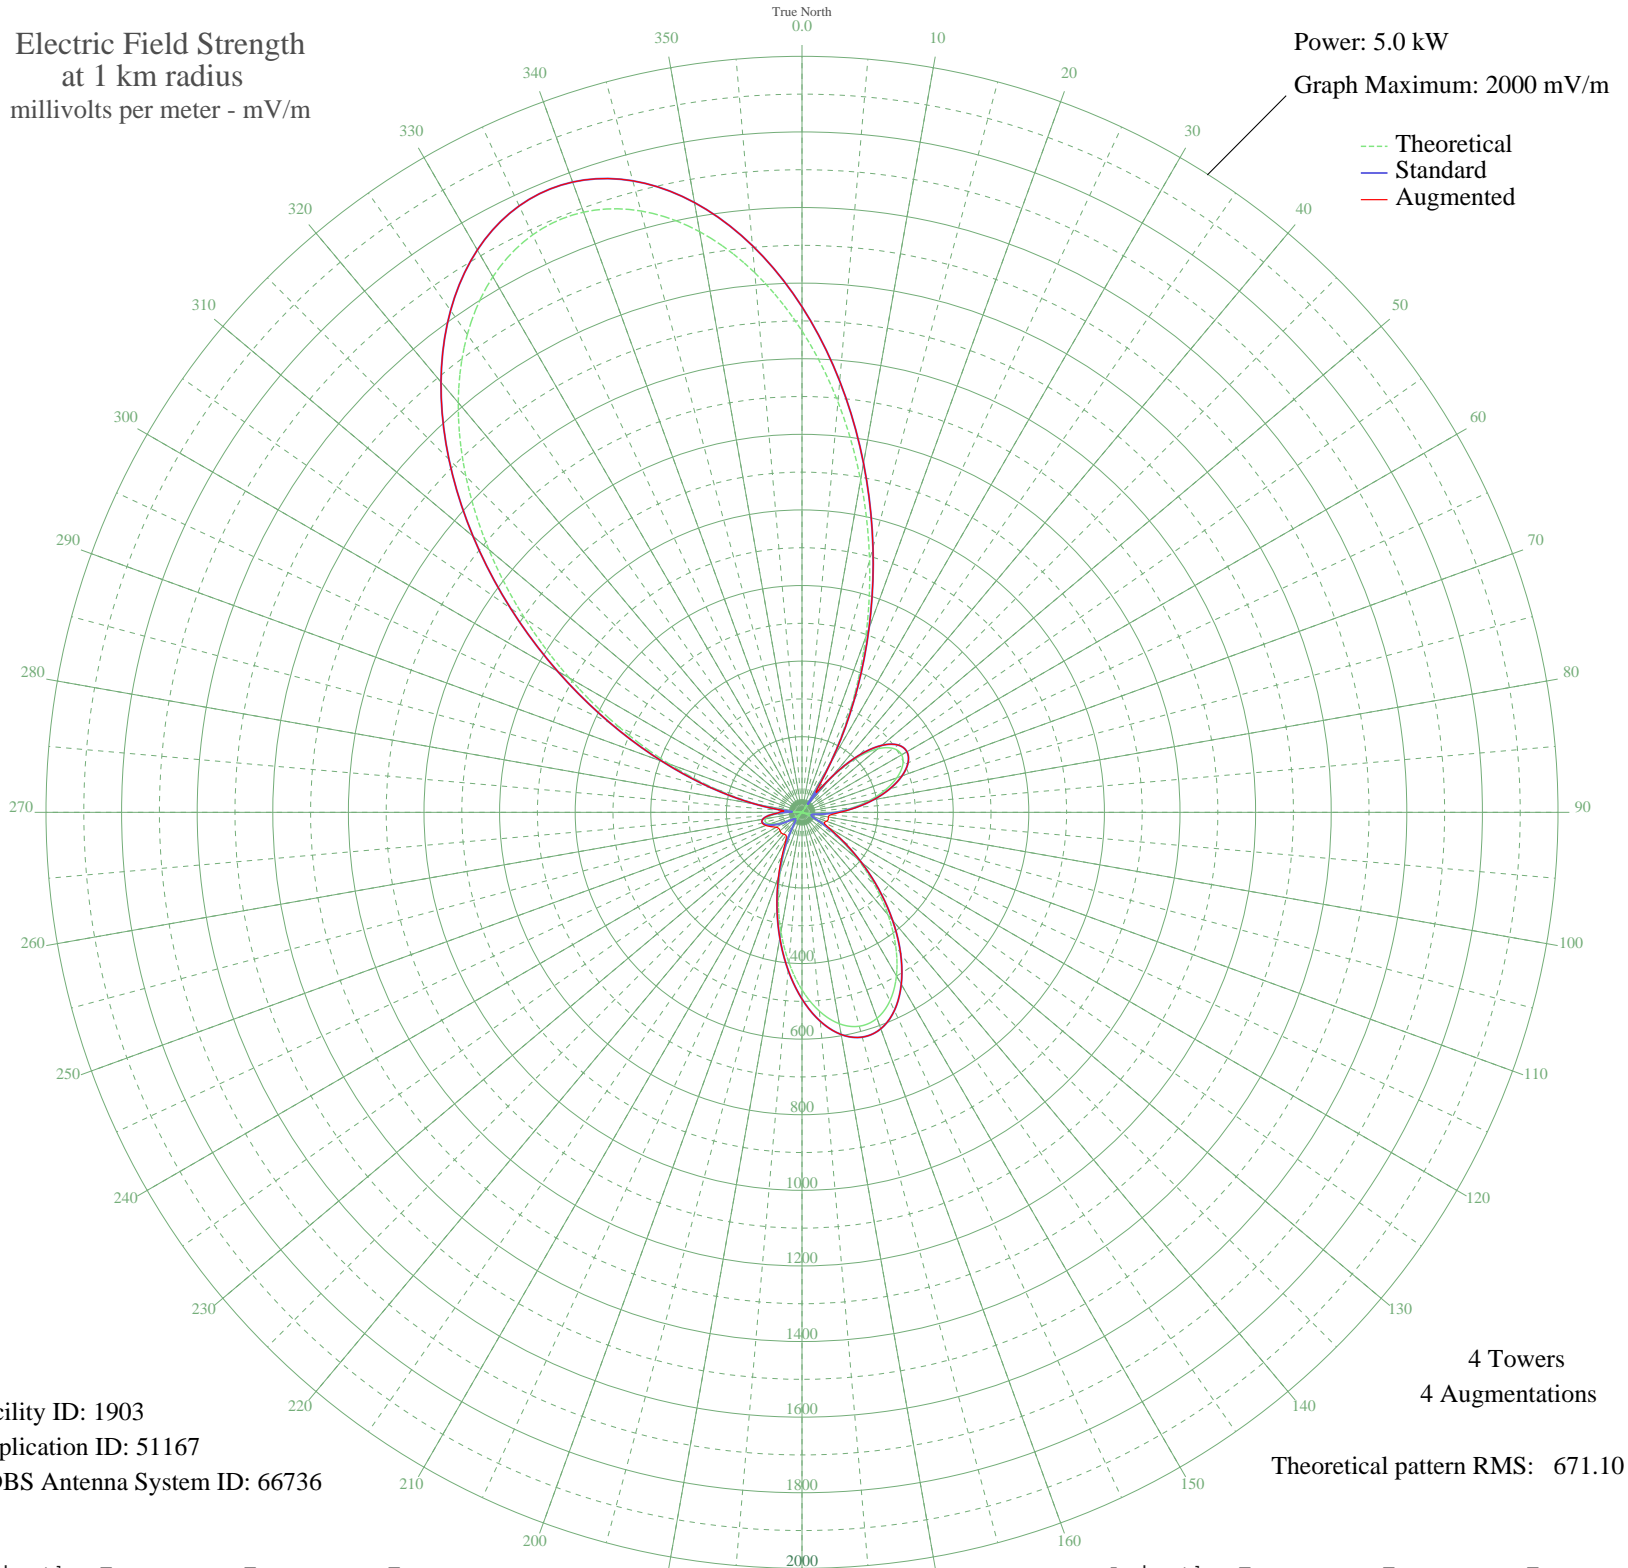 True North
0.0
Electric Field Strength
at 1 km radius
millivolts per meter - mV/m
Power: 5.0 kW
Graph Maximum: 2000 mV/m
Theoretical
Standard
Augmented
10
20
30
40
50
60
70
80
90
100
110
120
130
140
150
160
200
210
220
230
240
250
260
270
280
290
300
310
320
330
340
350
400
600
800
1000
1200
1400
1600
1800
2000
4 Towers
4 Augmentations
Theoretical pattern RMS: 671.10
cility ID: 1903
plication ID: 51167
DBS Antenna System ID: 66736